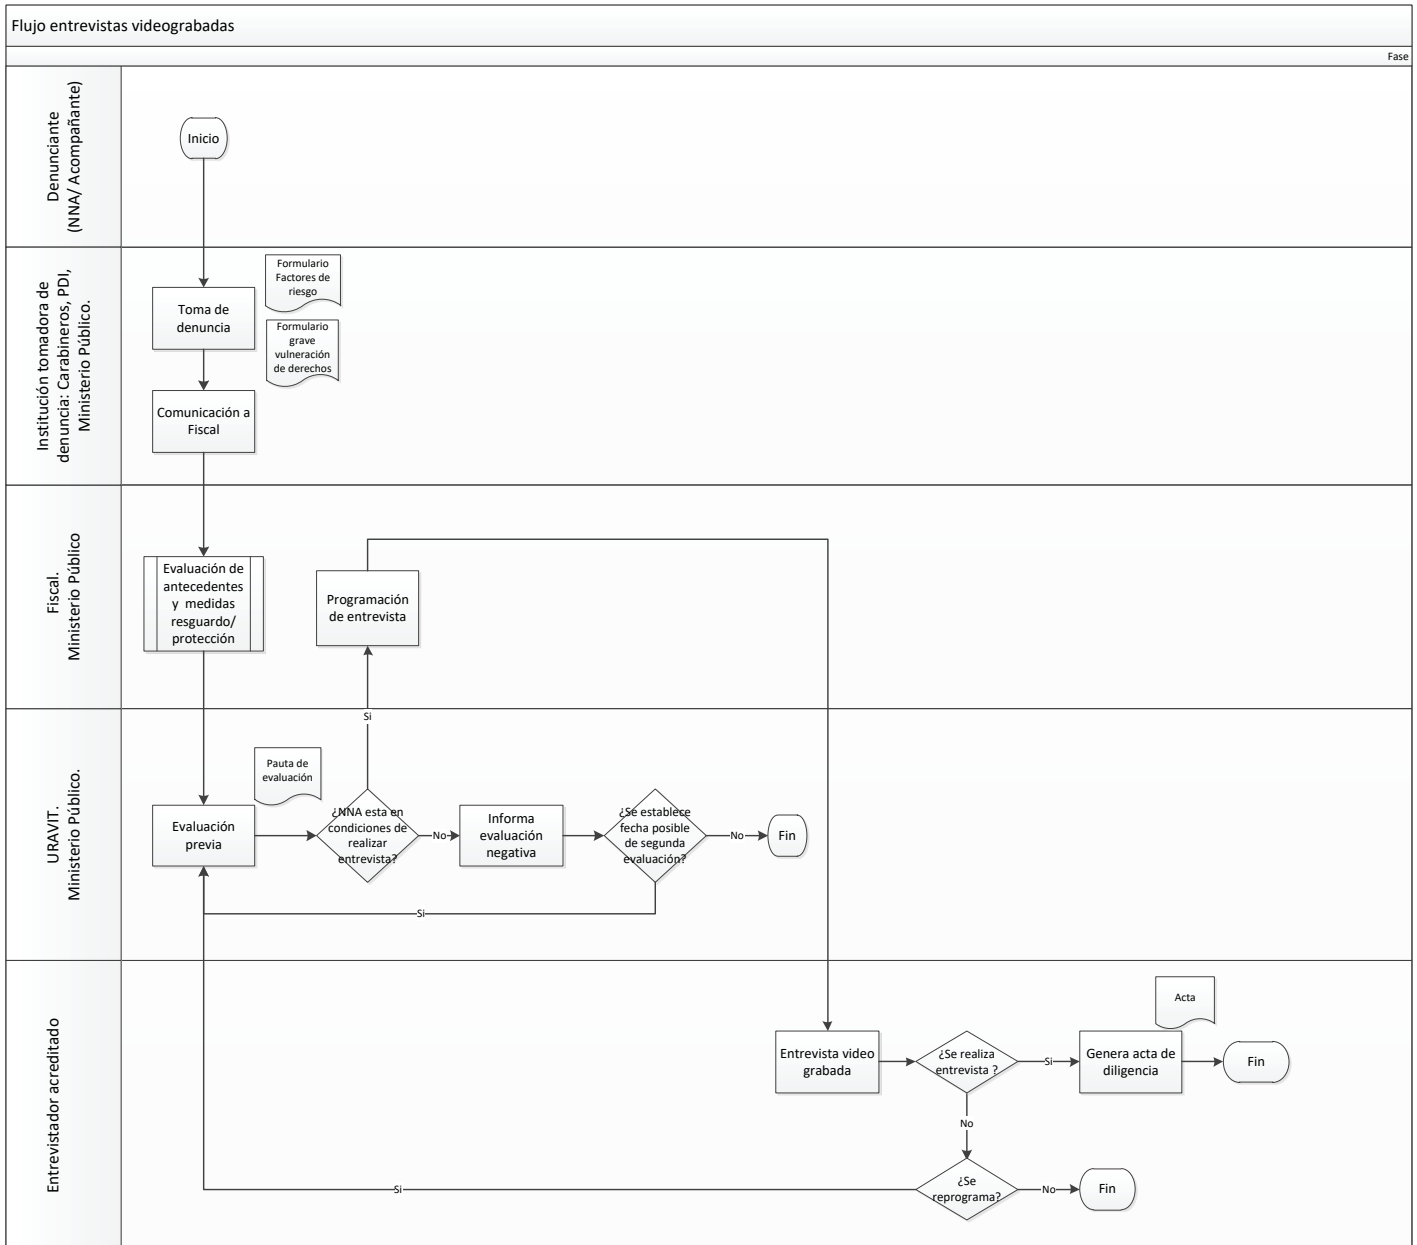 Flujo entrevistas videograbadas
Fase
Denunciante
(NNA/ Acompañante)
Inicio
Institución tomadora de
denuncia: Carabineros, PDI,
Ministerio Público.
Toma de
denuncia
Formulario
Factores de
riesgo
Formulario
grave
vulneración
de derechos
Comunicación a
Fiscal
Fiscal.
Ministerio Público
Evaluación de
antecedentes
y medidas
resguardo/
protección
Programación
de entrevista
Si
URAVIT.
Ministerio Público.
Evaluación
previa
Pauta de
evaluación
¿NNA esta en
condiciones de
realizar
entrevista?
No
Informa
evaluación
negativa
¿Se establece
fecha posible
de segunda
evaluación?
No
Fin
Si
Entrevistador acreditado
Entrevista video
grabada
¿Se realiza
entrevista ?
Si
Genera acta de
diligencia
Acta
Fin
No
¿Se
reprograma?
No
Fin
Si